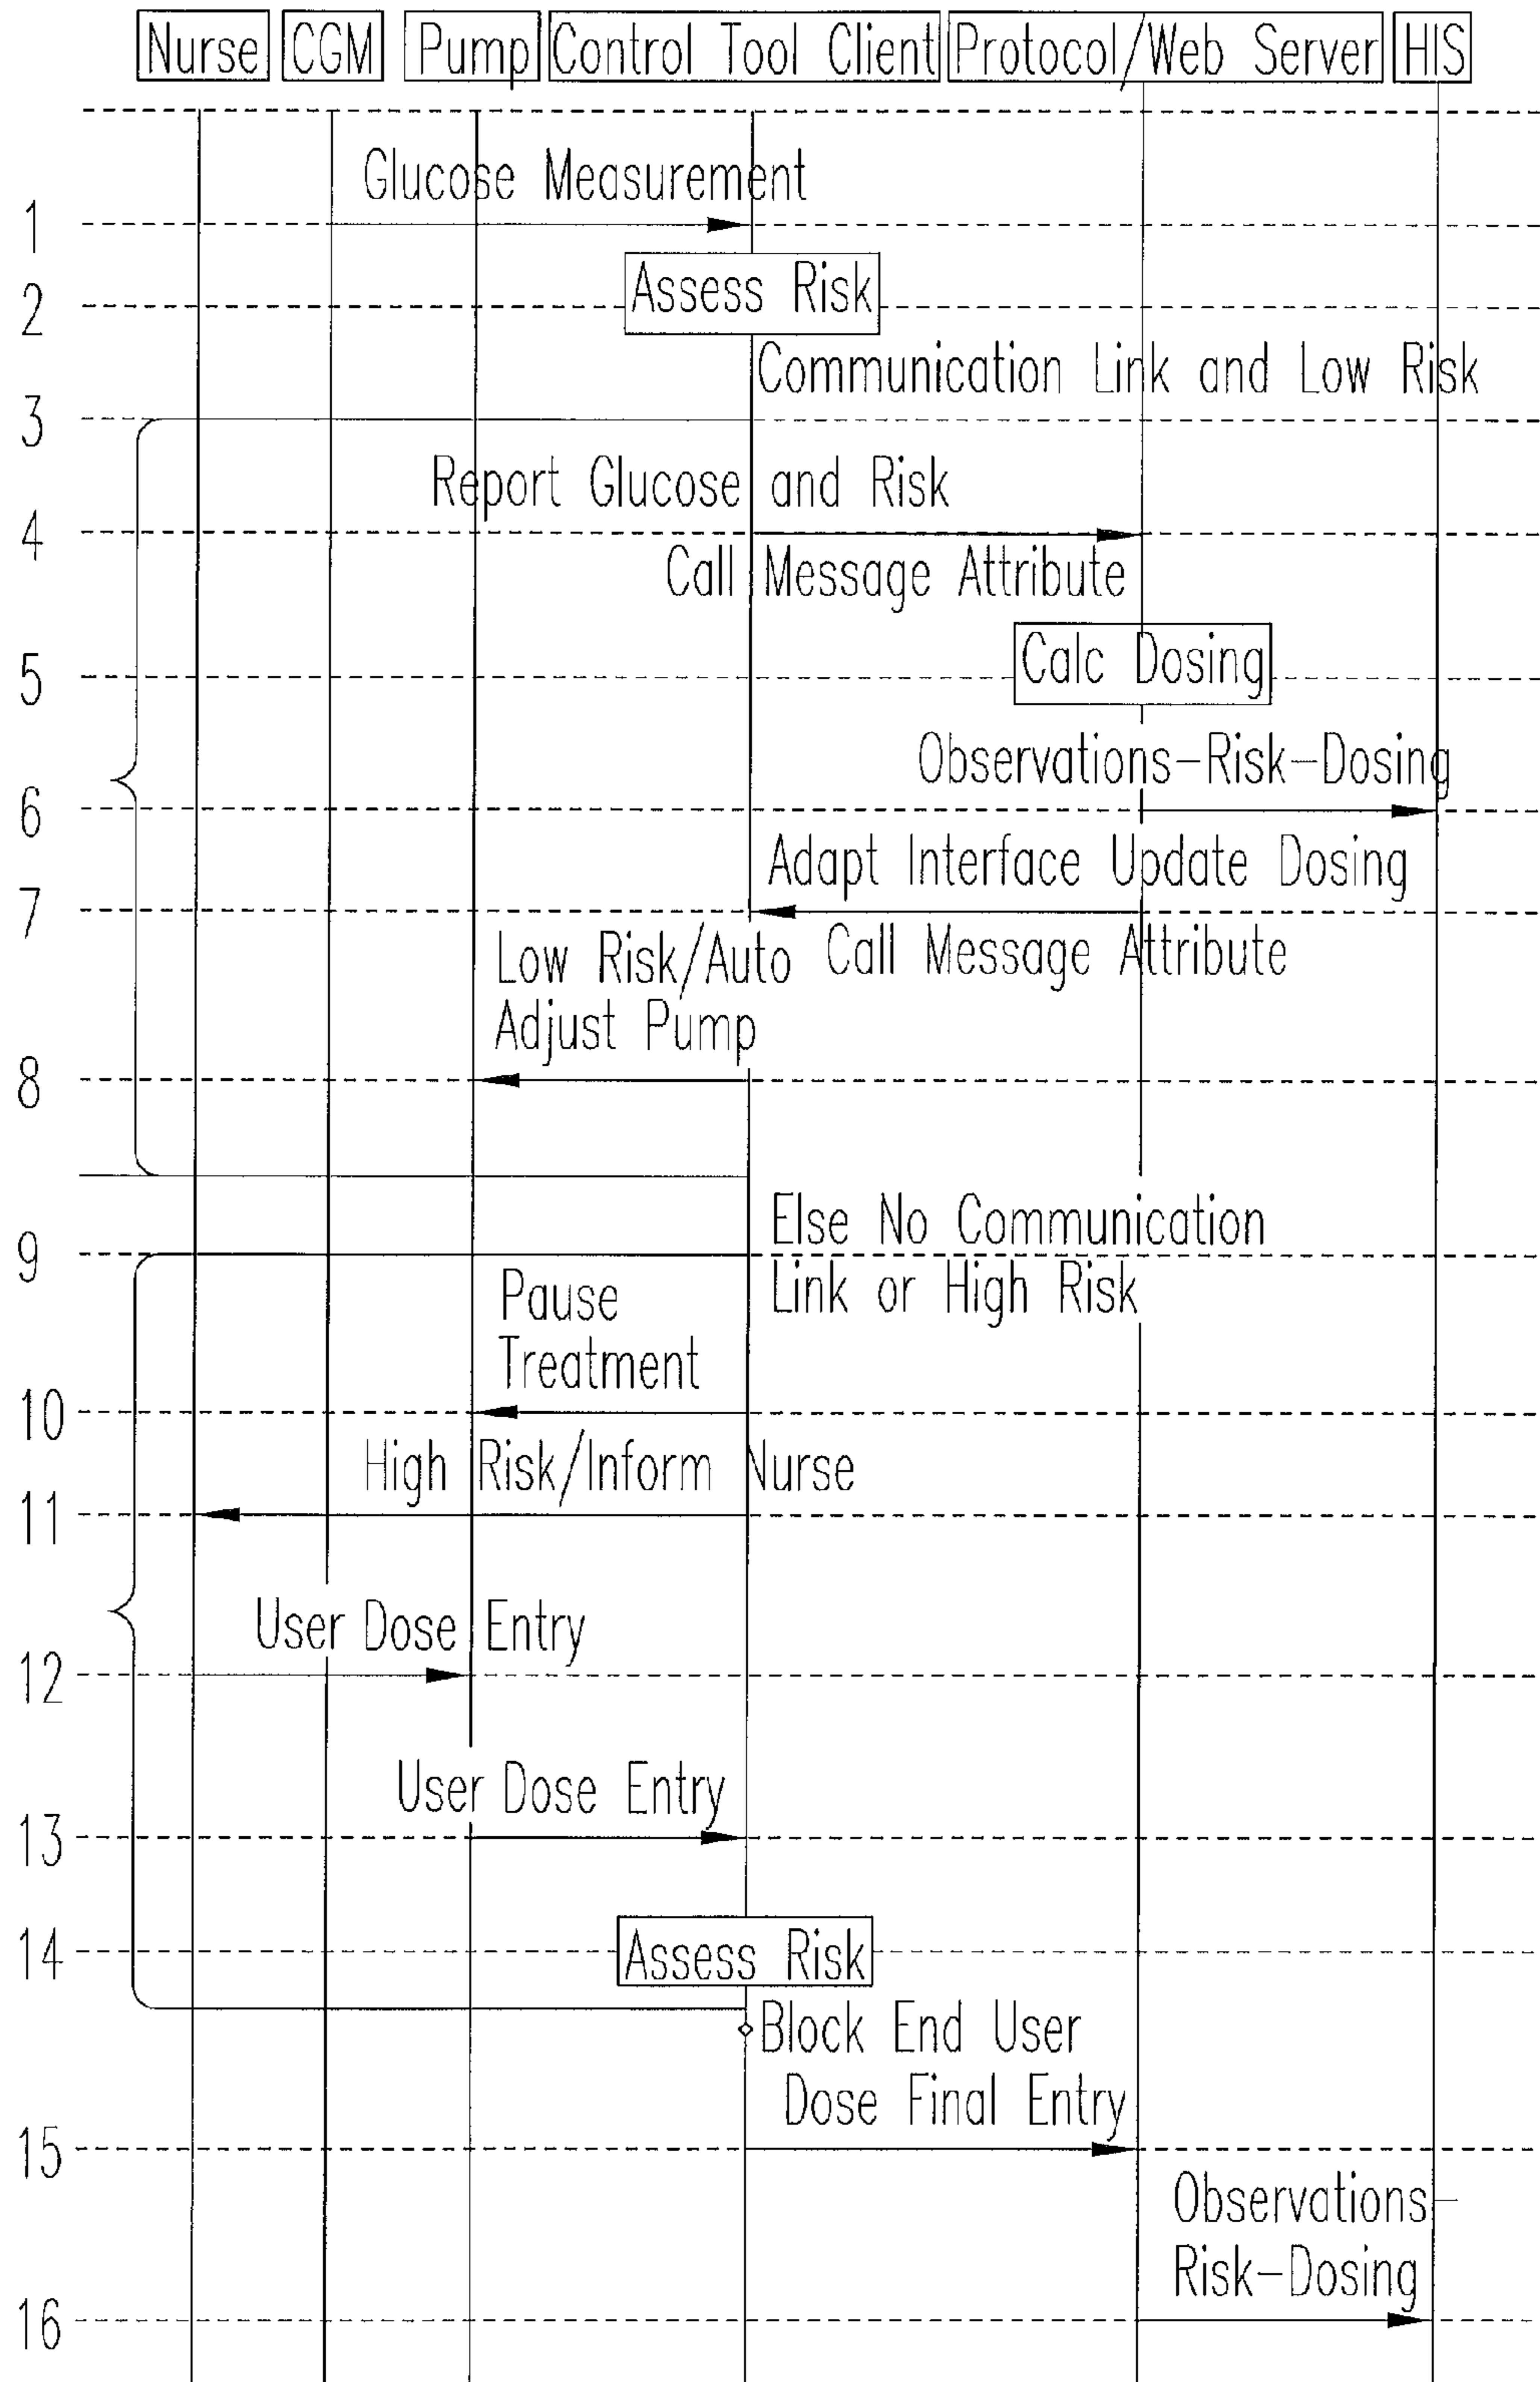 Nurse CGM Pump Control Tool Client Protocol/Web Server HIS
Glucose Measurement
1
Assess Risk
2
Communication Link and Low Risk
3
Report Glucose and Risk
4
Call Message Attribute
Calc Dosing
5
Observations-Risk-Dosing
6
Adapt Interface Update Dosing
7
Low Risk/Auto
Adjust Pump
Call Message Attribute
8
Else No Communication
Link or High Risk
9
Pause
Treatment
10
High Risk/Inform Nurse
11
User Dose Entry
12
User Dose Entry
13
Assess Risk
14
Block End User
Dose Final Entry
15
Observations-
Risk-Dosing
16